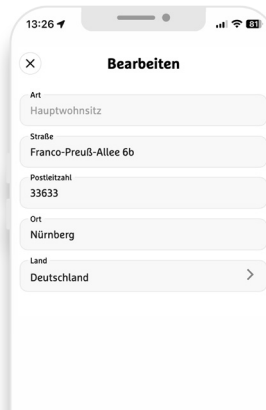 13:26
81
Bearbeiten
Art
Hauptwohnsitz
Straße
Franco-Preuß-Allee 6b
Postleitzahl
33633
Ort
Nürnberg
Land
Deutschland